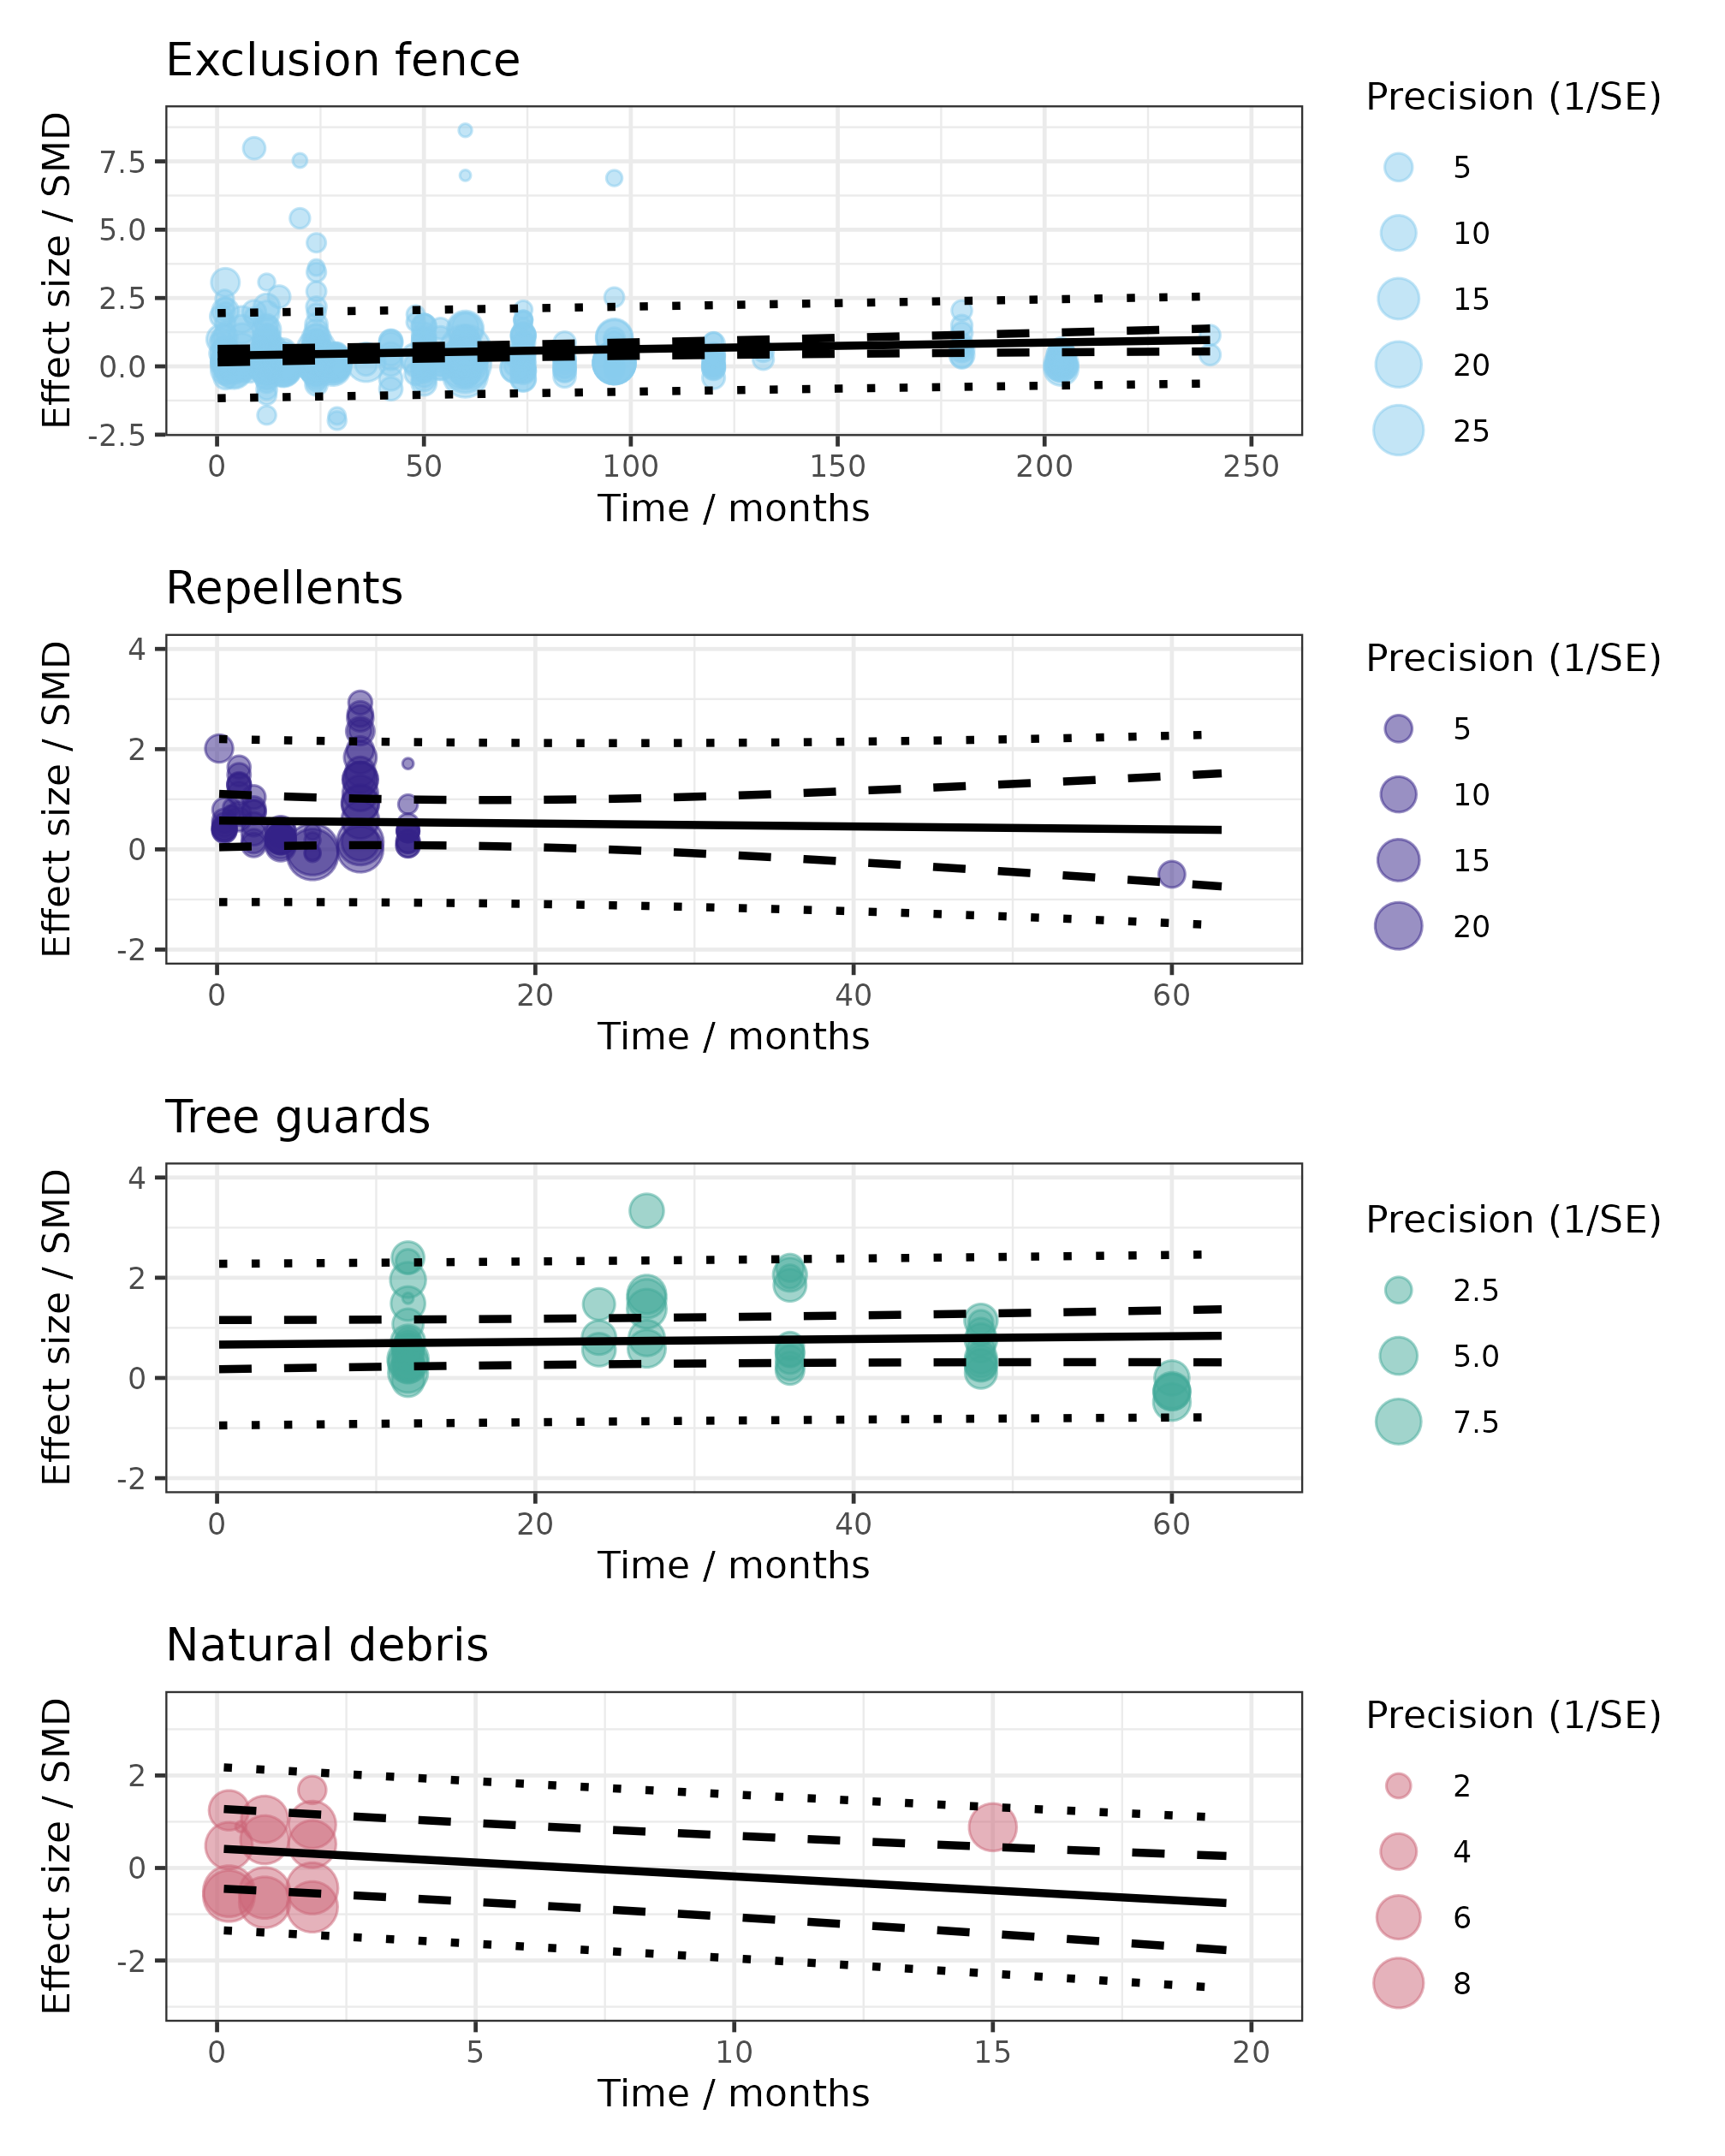 Exclusion fence
Effect size / SMD
7.5
5.0
2.5
0.0
-2.5
0 50 100 150 200 250
Time / months
Precision (1/SE)
5
10
15
20
25
Repellents
Effect size / SMD
4
2
0
-2
0 20 40 60
Time / months
Precision (1/SE)
5
10
15
20
Tree guards
Effect size / SMD
4
2
0
-2
0 20 40 60
Time / months
Precision (1/SE)
2.5
5.0
7.5
Natural debris
Effect size / SMD
2
0
-2
0 5 10 15 20
Time / months
Precision (1/SE)
2
4
6
8